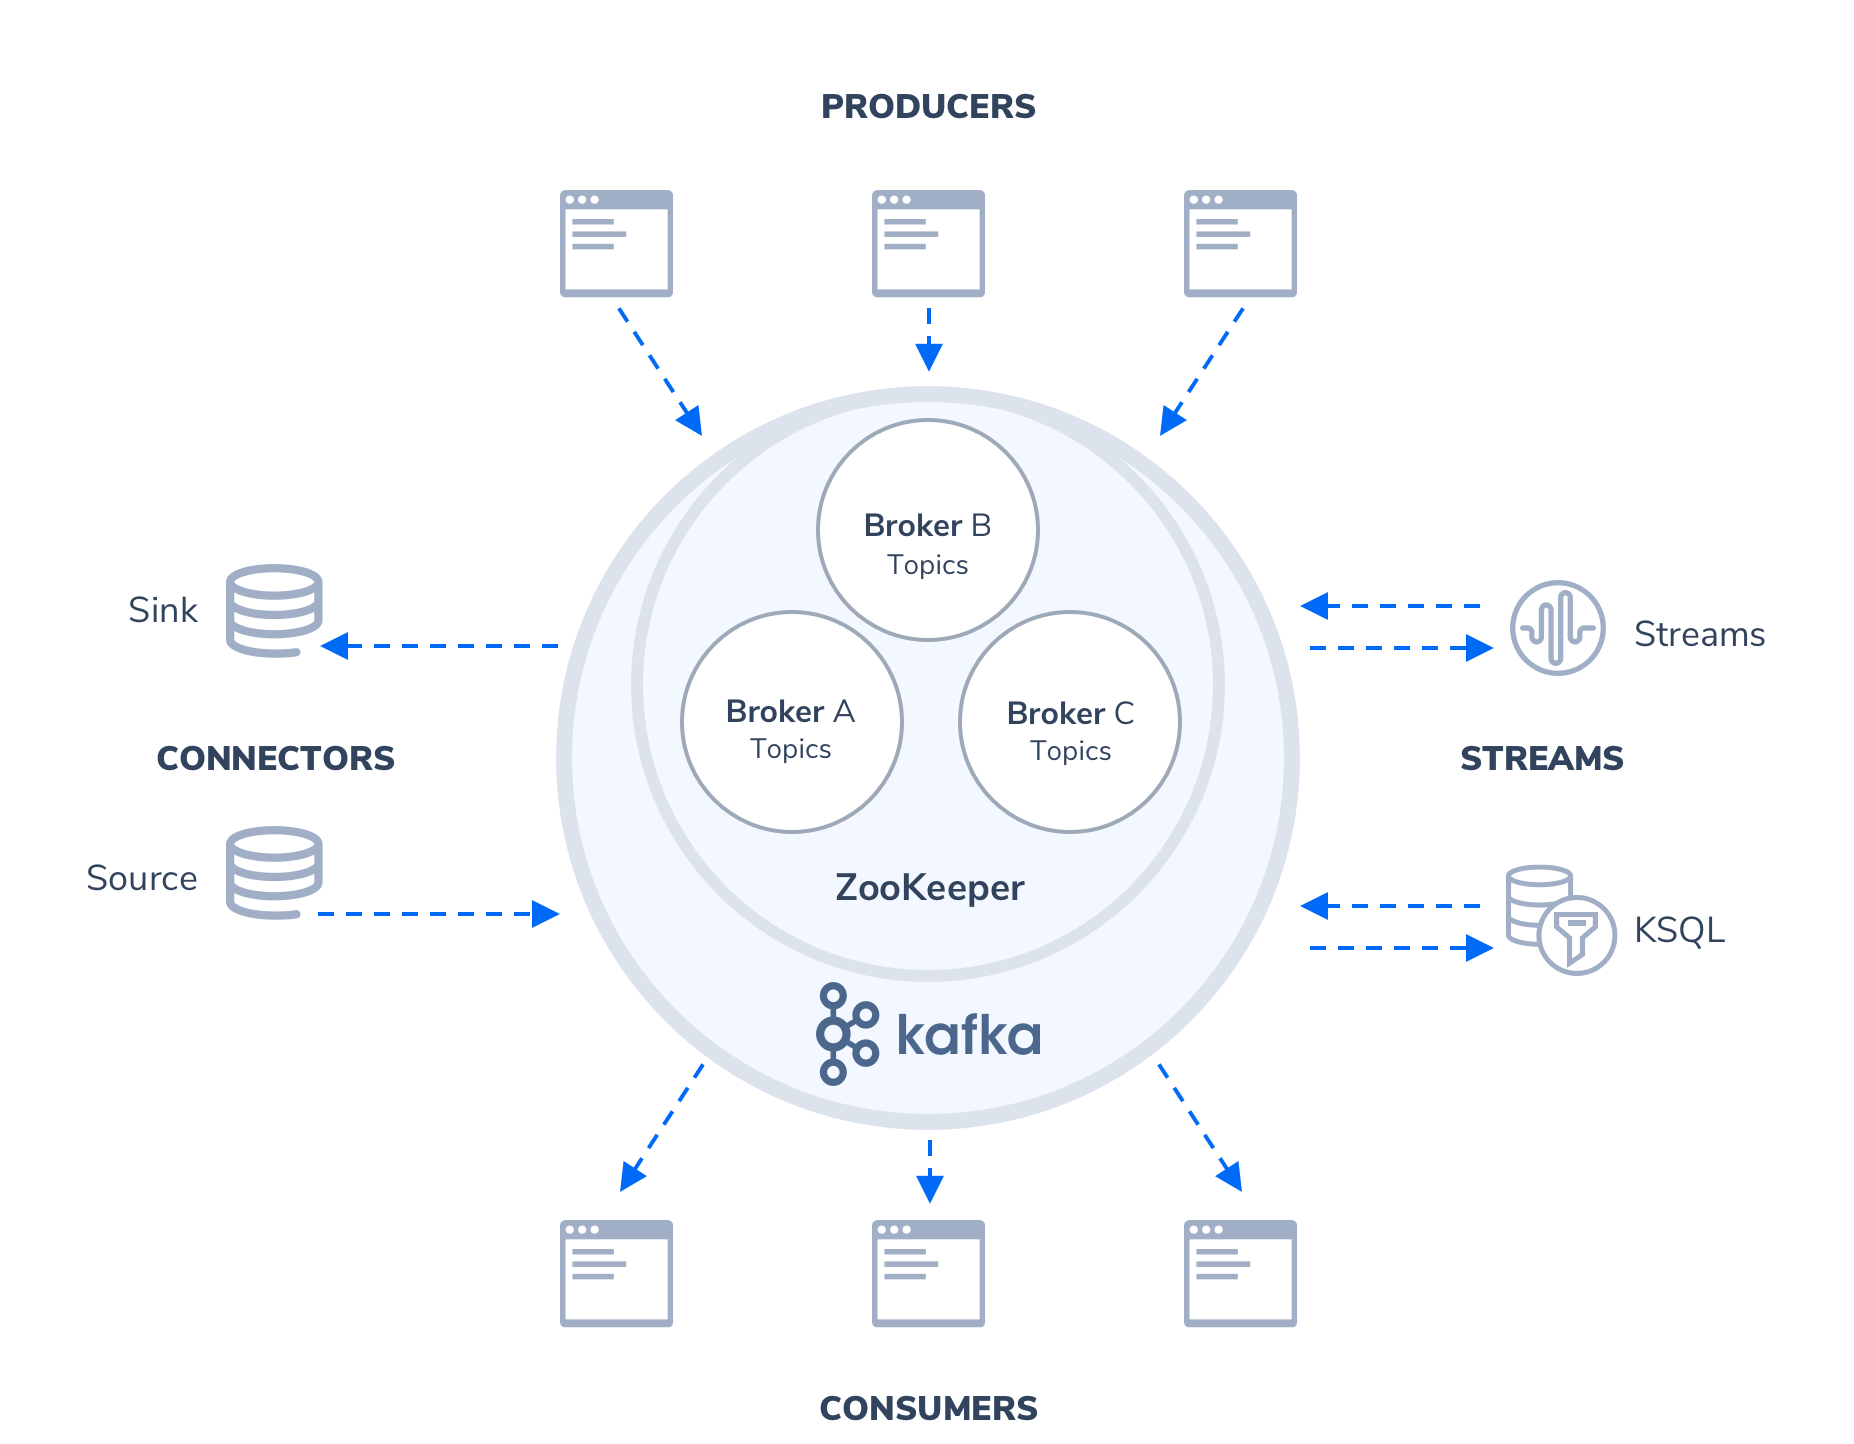 PRODUCERS
Broker B
Topics
Sink
Streams
Broker A
Topics
Broker C
Topics
CONNECTORS
STREAMS
Source
ZooKeeper
KSQL
kafka
CONSUMERS